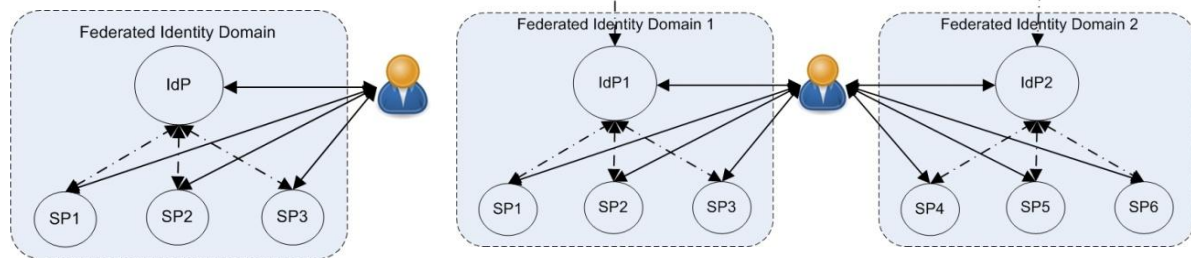 Federated Identity Domain
IdP
SP1
SP2
SP3
Federated Identity Domain 1
IdP1
SP1
SP2
SP3
Federated Identity Domain 2
IdP2
SP4
SP5
SP6